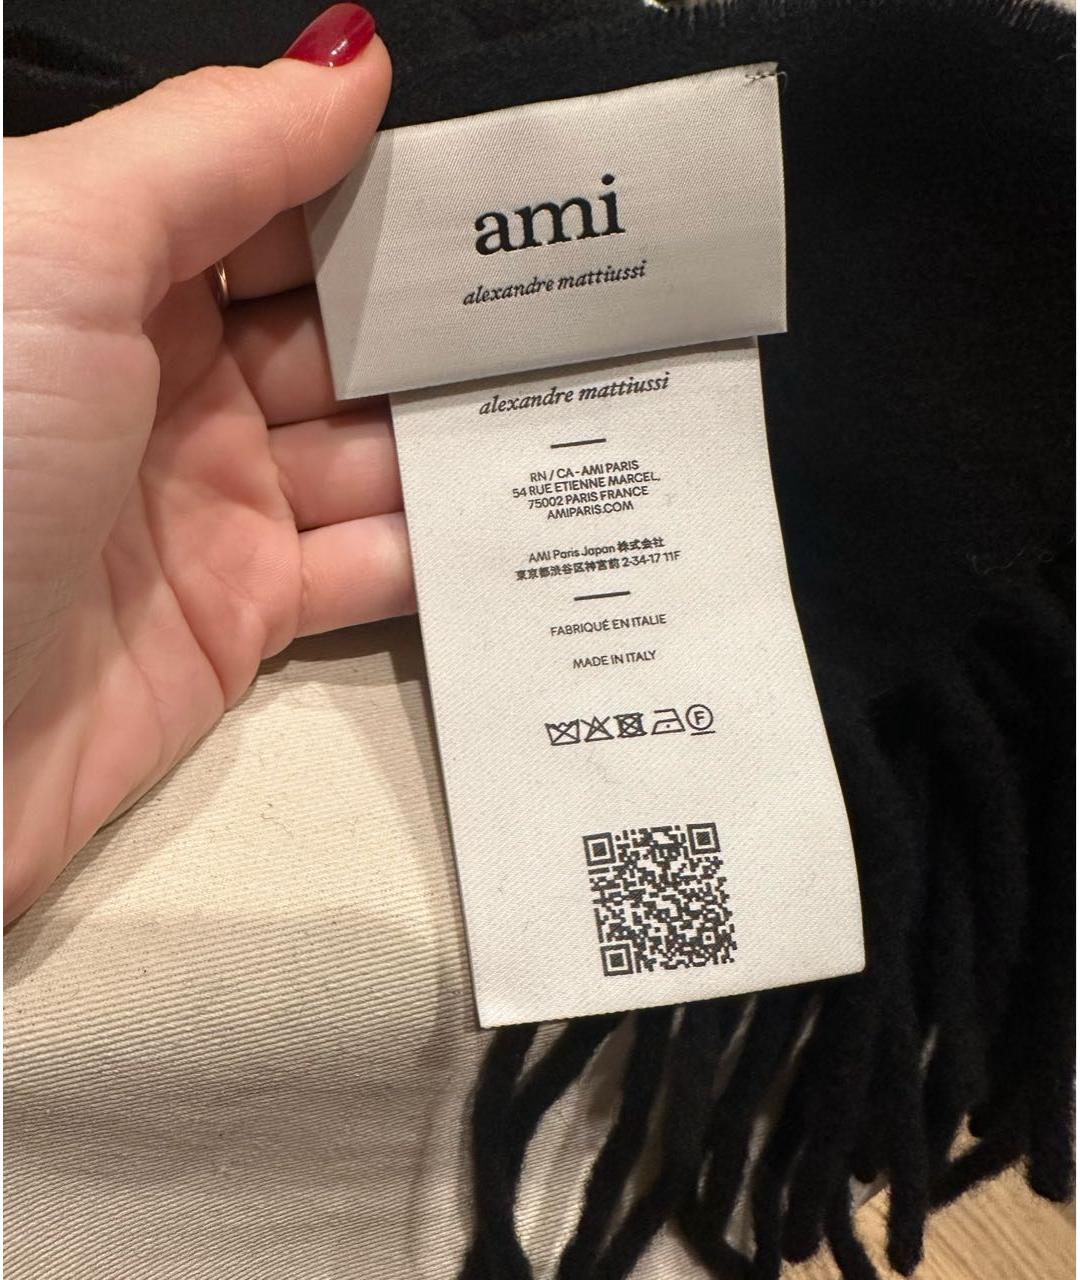 ami
alexandre mattiussi
alexandre mattiussi
RN / CA - AMI PARIS
54 RUE ETIENNE MARCEL,
75002 PARIS FRANCE
AMIPARIS.COM
AMI Paris Japan 株式会社
東京都渋谷区神宮前 2-34-17 11F
FABRIQUÉ EN ITALIE
MADE IN ITALY
F